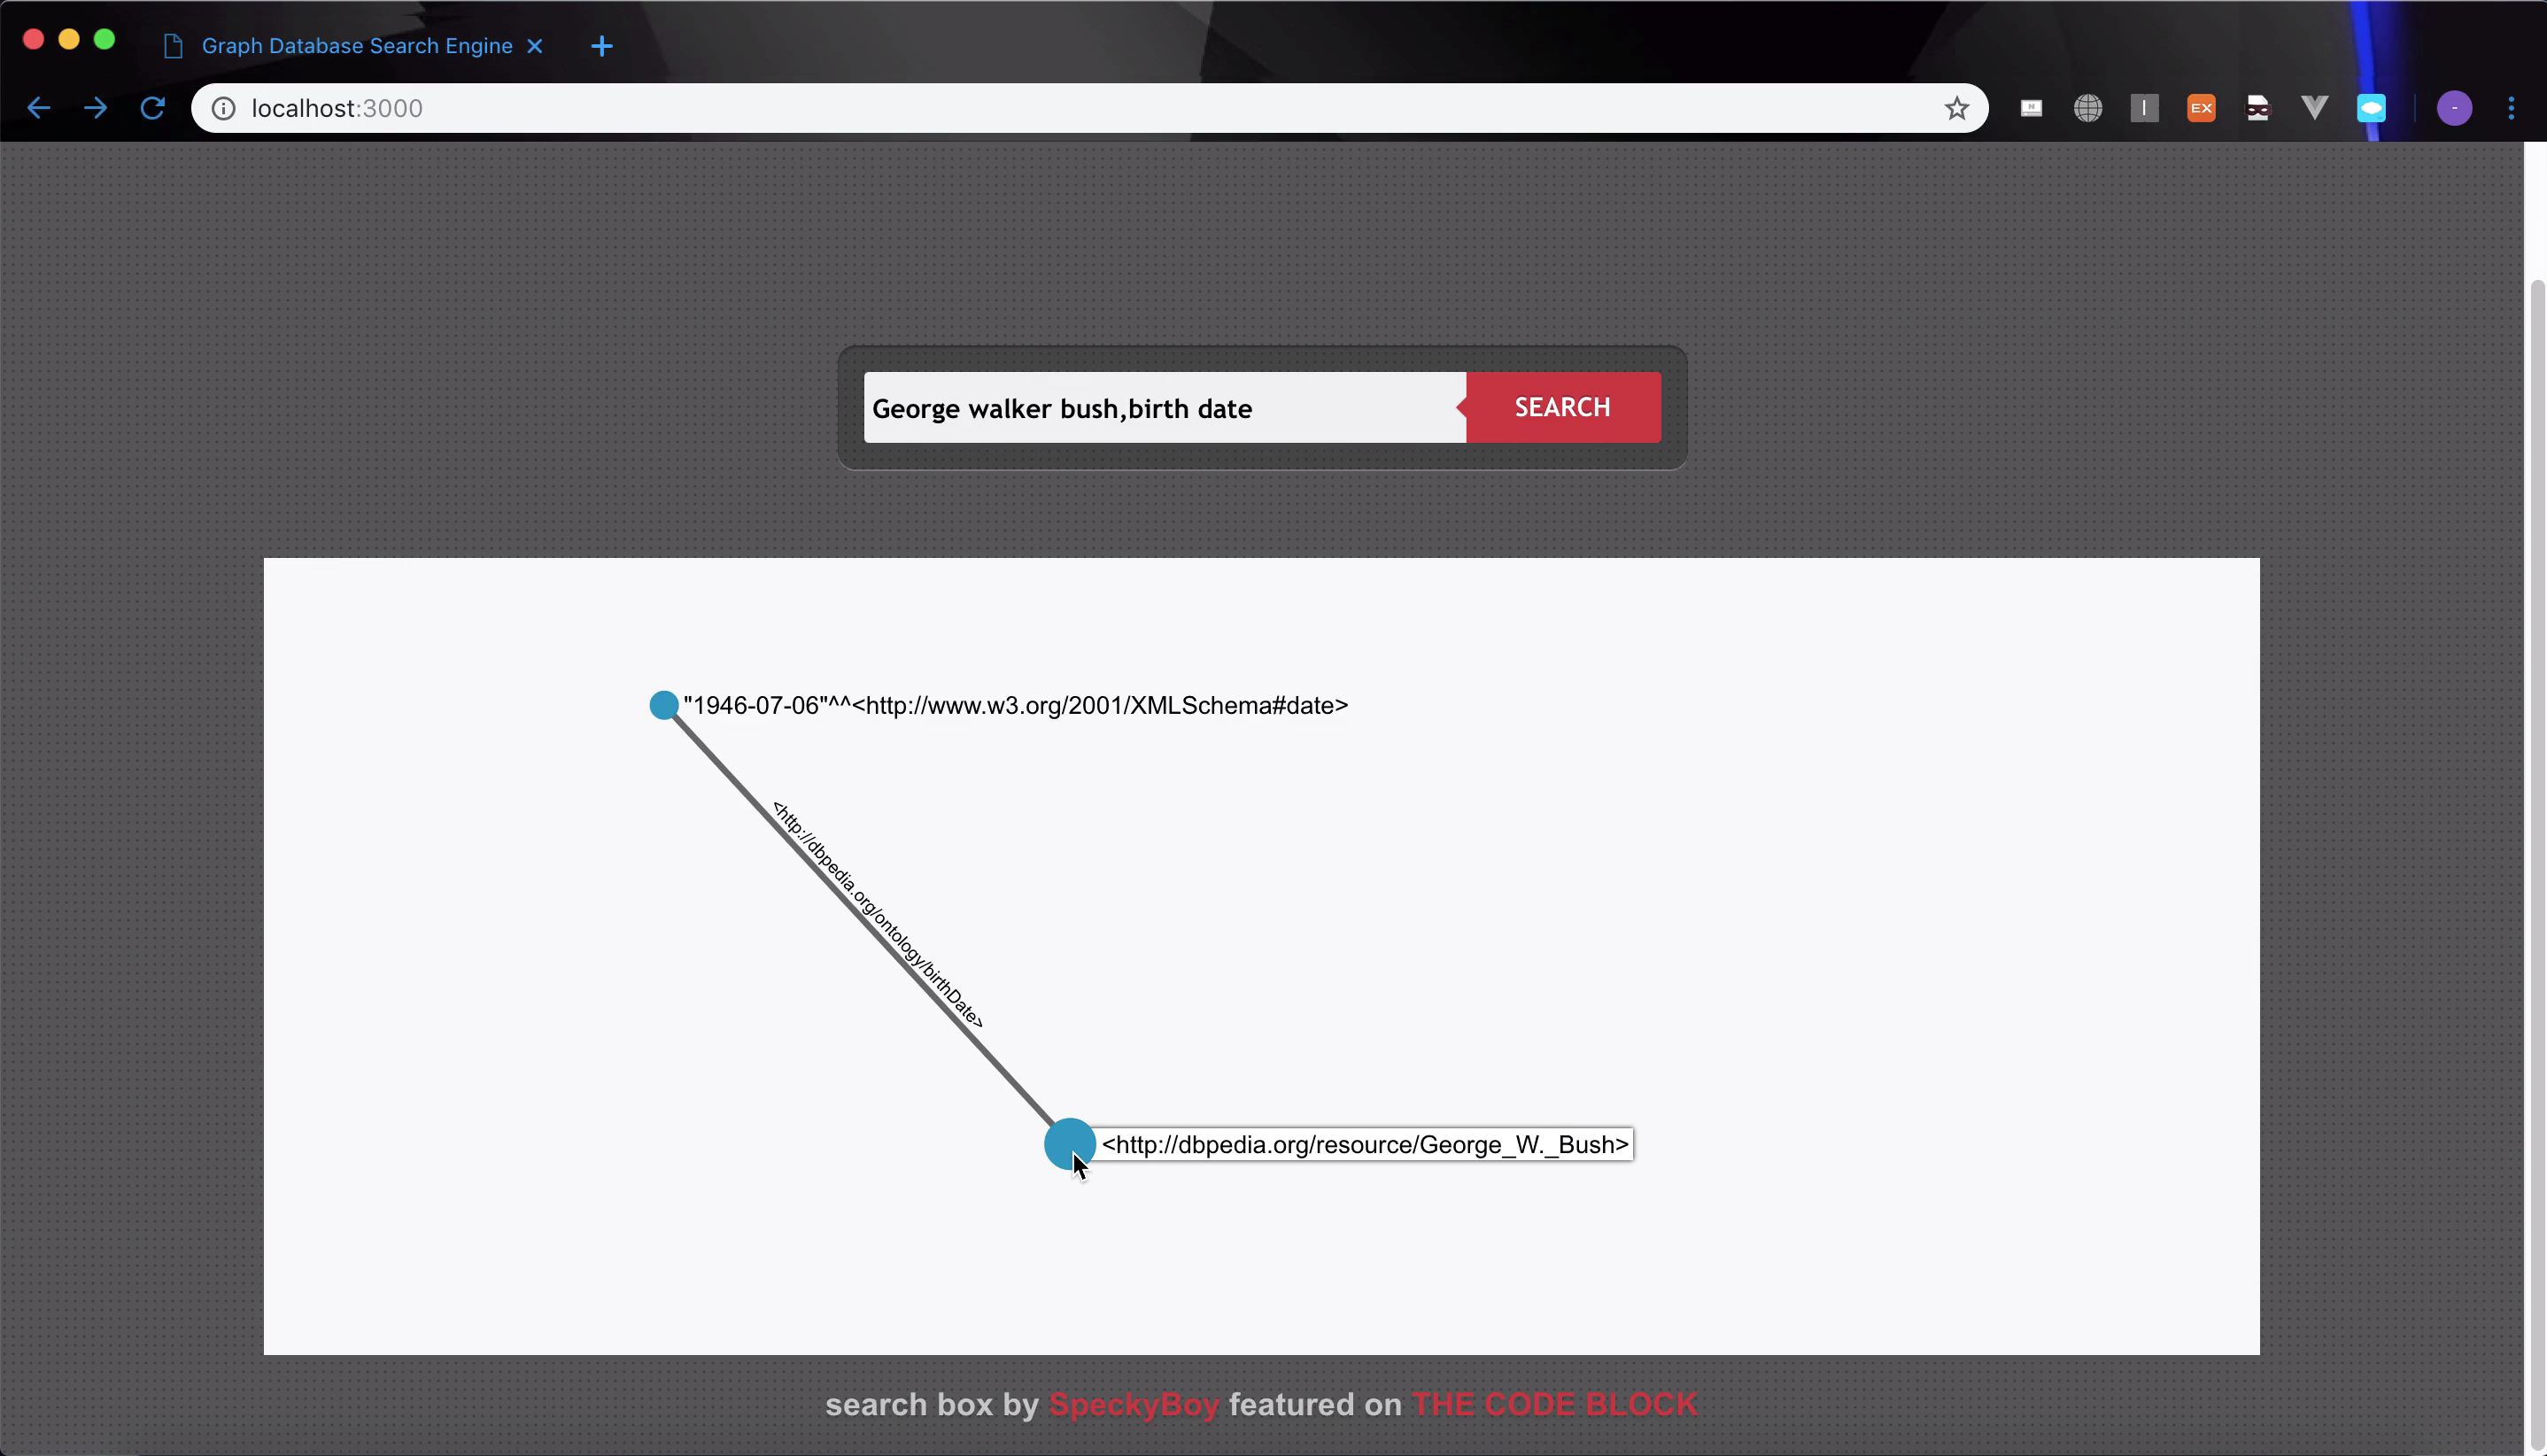 Graph Database Search Engine
localhost:3000
EX
George walker bush,birth date
SEARCH
"1946-07-06"^^<http://www.w3.org/2001/XMLSchema#date>
<http://dbpedia.org/ontology/birthDate>
<http://dbpedia.org/resource/George_W._Bush>
search box by SpeckyBoy featured on THE CODE BLOCK